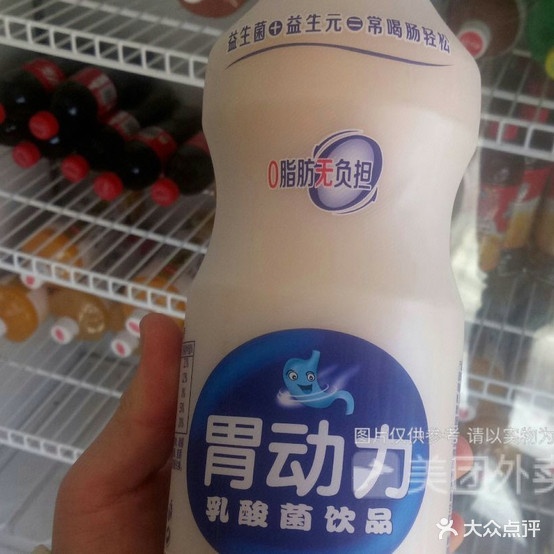 益生菌+益生元=常喝肠轻松
0脂肪无负担
胃动力
乳酸菌饮品
图片仅供参考 请以实物为
美团外卖
大众点评